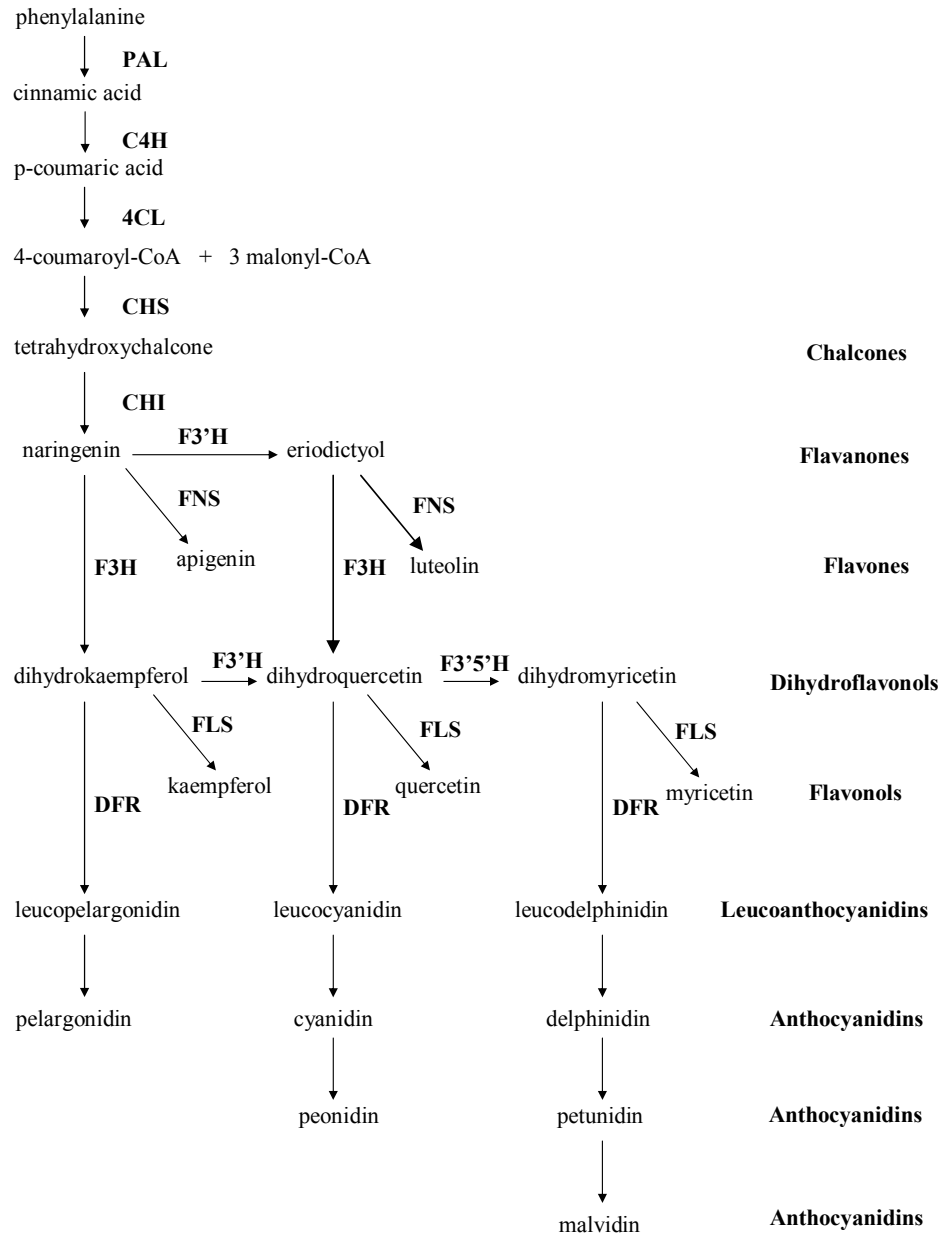 phenylalanine
PAL
cinnamic acid
C4H
p-coumaric acid
4CL
4-coumaroyl-CoA + 3 malonyl-CoA
CHS
tetrahydroxychalcone Chalcones
CHI
F3’H
naringenin eriodictyol Flavanones
FNS FNS
F3H apigenin F3H luteolin Flavones
F3’H F3’5’H
dihydrokaempferol dihydroquercetin dihydromyricetin Dihydroflavonols
FLS FLS FLS
kaempferol quercetin myricetin Flavonols
DFR DFR DFR
leucopelargonidin leucocyanidin leucodelphinidin Leucoanthocyanidins
pelargonidin cyanidin delphinidin Anthocyanidins
peonidin petunidin Anthocyanidins
malvidin Anthocyanidins